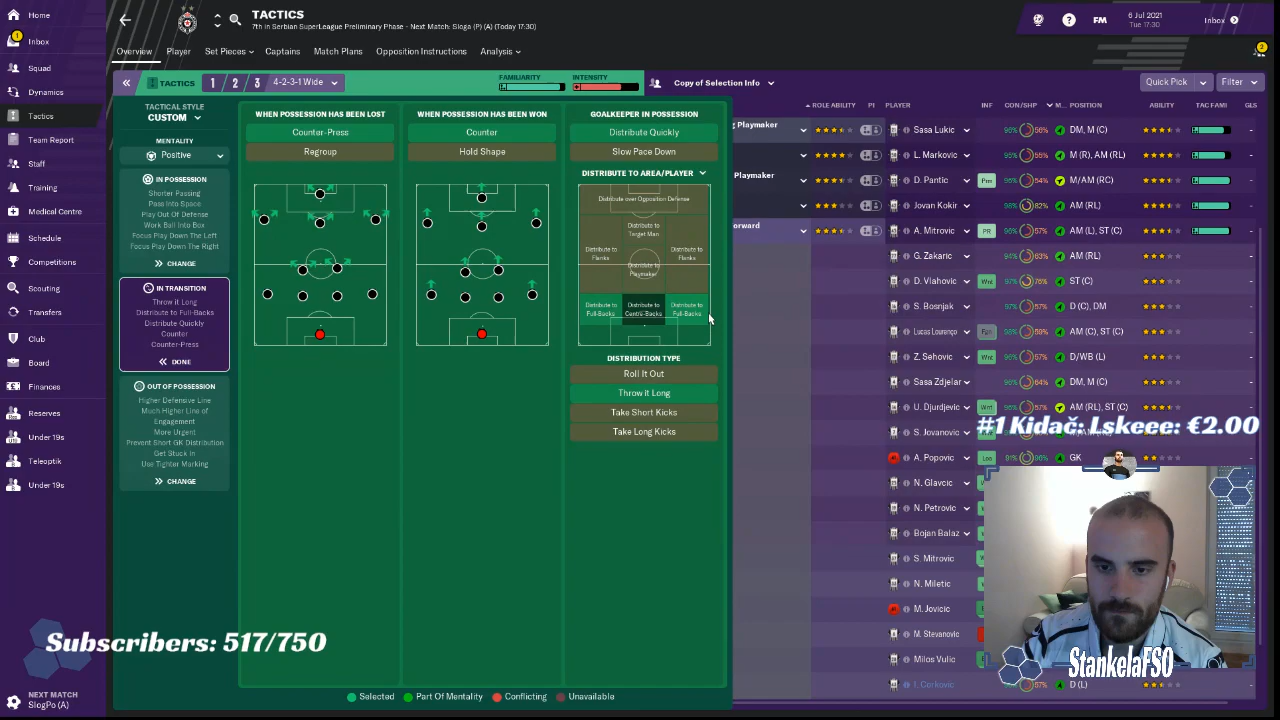 Home
Inbox
Squad
Dynamics
Tactics
Team Report
Staff
Training
Medical Centre
Schedule
Competitions
Scouting
Transfers
Club
Board
Finances
Reserves
Under 19s
Teleoptik
Under 19s
NEXT MATCH
SlogPo (A)
TACTICS
7th in Serbian SuperLeague Preliminary Phase - Next Match: Sloga (P) (A) (Today 17:30)
FM
6 Jul 2021
Tue 17:30
Inbox
Overview
Player
Set Pieces
Captains
Match Plans
Opposition Instructions
Analysis
TACTICS
1
2
3
4-2-3-1 Wide
FAMILIARITY
INTENSITY
Copy of Selection Info
Quick Pick
Filter
TACTICAL STYLE
CUSTOM
MENTALITY
Positive
IN POSSESSION
Shorter Passing
Pass Into Space
Play Out Of Defence
Work Ball Into Box
Focus Play Down The Left
Focus Play Down The Right
CHANGE
IN TRANSITION
Throw it Long
Distribute to Full-Backs
Distribute Quickly
Counter
Counter-Press
DONE
OUT OF POSSESSION
Higher Defensive Line
Much Higher Line of
Engagement
More Urgent
Prevent Short GK Distribution
Get Stuck In
Use Tighter Marking
CHANGE
WHEN POSSESSION HAS BEEN LOST
Counter-Press
Regroup
WHEN POSSESSION HAS BEEN WON
Counter
Hold Shape
GOALKEEPER IN POSSESSION
Distribute Quickly
Slow Pace Down
DISTRIBUTE TO AREA/PLAYER
Distribute over Opposition Defense
Distribute to
Target Man
Distribute to
Flanks
Distribute to
Playmaker
Distribute to
Flanks
Distribute to
Full-Backs
Distribute to
Centre-Backs
Distribute to
Full-Backs
DISTRIBUTION TYPE
Roll It Out
Throw it Long
Take Short Kicks
Take Long Kicks
Selected
Part Of Mentality
Conflicting
Unavailable
ROLE ABILITY
PI
PLAYER
INF
CON/SHP
M...
POSITION
ABILITY
TAC FAMI
GLS
g Playmaker
Playmaker
orward
Sasa Lukic
DM, M (C)
L. Markovic
M (R), AM (RL)
D. Pantic
M/AM (RC)
Jovan Kokir
AM (RL)
A. Mitrovic
AM (L), ST (C)
G. Zakaric
AM (RL)
D. Vlahovic
ST (C)
S. Bosnjak
D (C), DM
Lucas Lourenço
AM (C), ST (C)
Z. Sehovic
D/WB (L)
Sasa Zdjelar
DM, M (C)
U. Djurdjevic
AM (RL), ST (C)
S. Jovanovic
A. Popovic
GK
N. Glavcic
N. Petrovic
Bojan Balaz
S. Mitrovic
N. Miletic
M. Jovicic
M. Stevanovic
Milos Vulic
D (L)
#1 Kidač: Lskeee: €2.00
Subscribers: 517/750
StankelaFSO